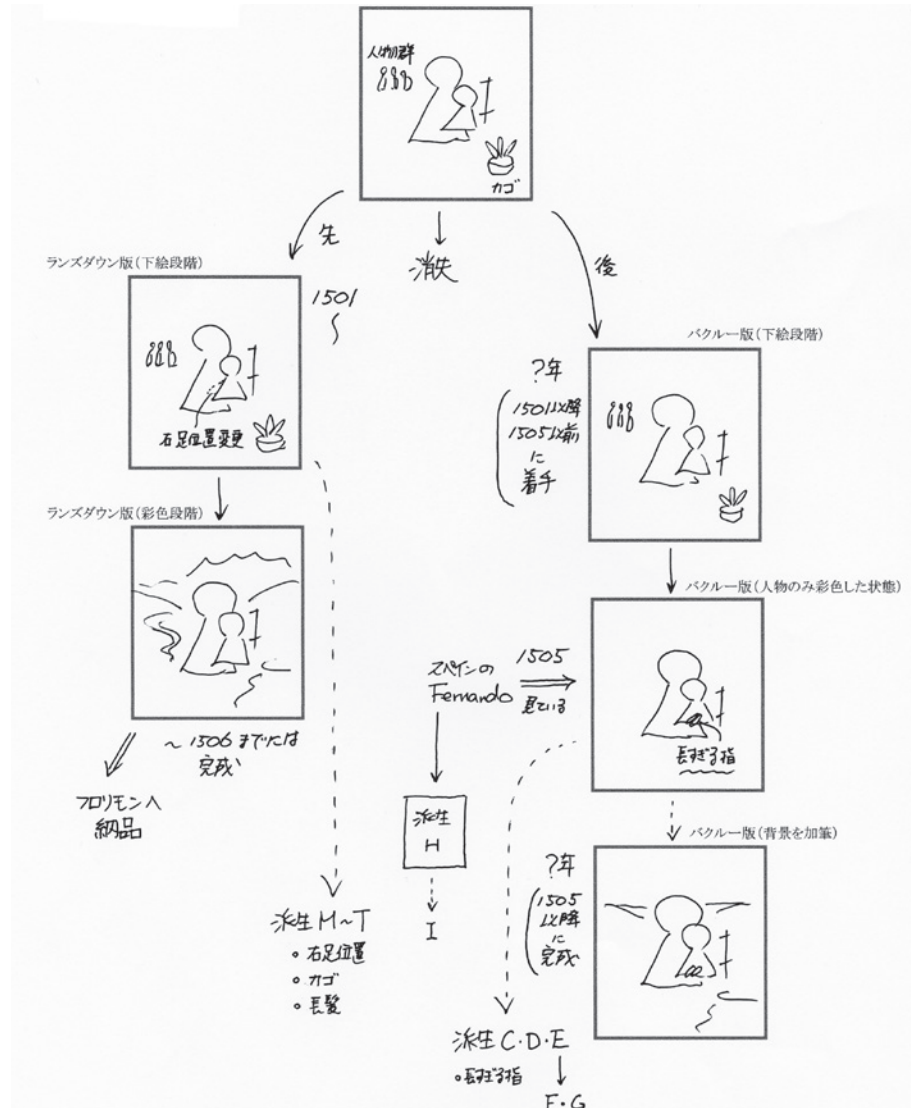 人物群
カゴ
先
消失
後
ランズダウン版(下絵段階)
1501
〜
右足位置変更
バクルー版(下絵段階)
?年
1501以降
1505以前
に
着手
ランズダウン版(彩色段階)
〜1506までには
完成
フロリモンへ
納品
バクルー版(人物のみ彩色した状態)
スペインの
Fernando
1505
見ている
長すぎる指
派生
H
I
バクルー版(背景を加筆)
?年
1505
以降
に
完成
派生M〜T
・右足位置
・カゴ
・長髪
派生C・D・E
・長すぎる指
F・G